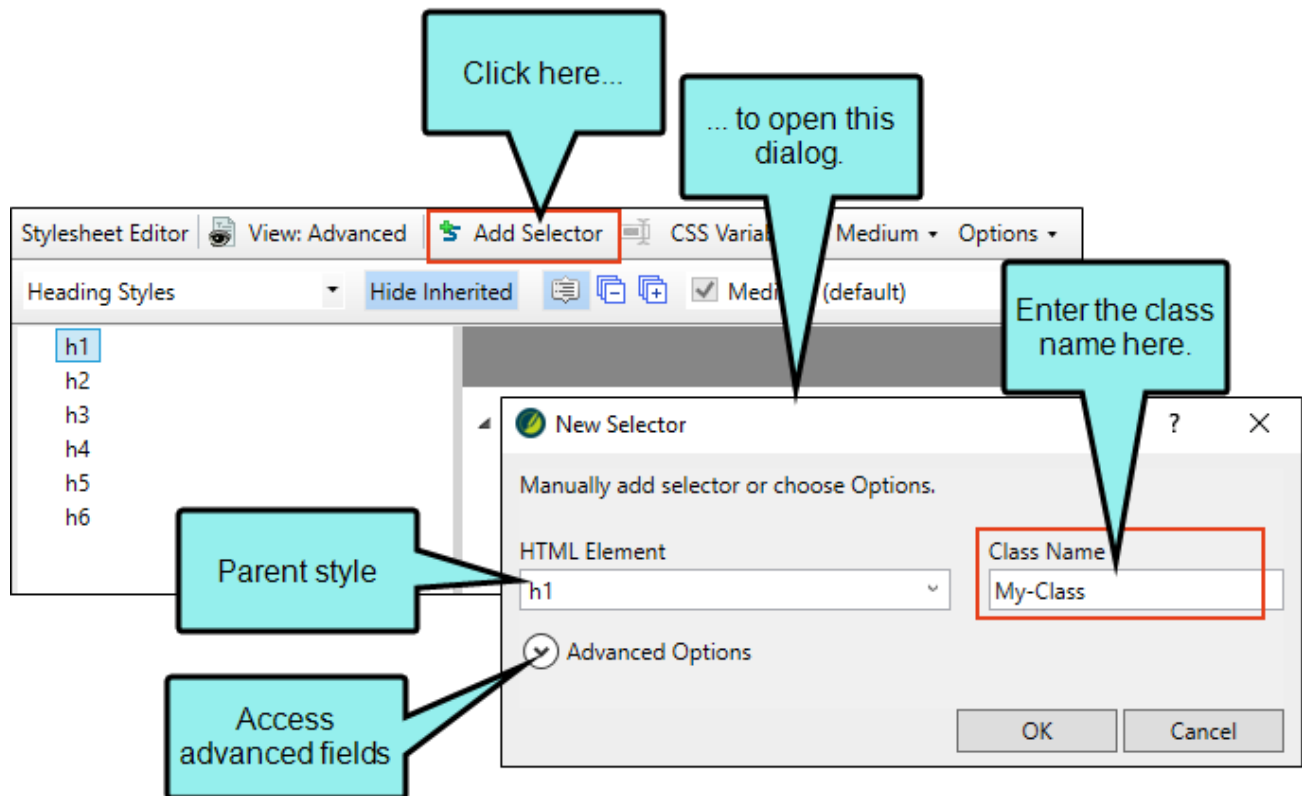 Click here...
... to open this
dialog.
Stylesheet Editor View: Advanced Add Selector CSS Variab Medium Options
Heading Styles Hide Inherited Medi (default)
Enter the class
name here.
h1
h2
h3
h4
h5
h6
New Selector ?
Manually add selector or choose Options.
HTML Element Class Name
h1 My-Class
Parent style
Advanced Options
Access
advanced fields
OK Cancel